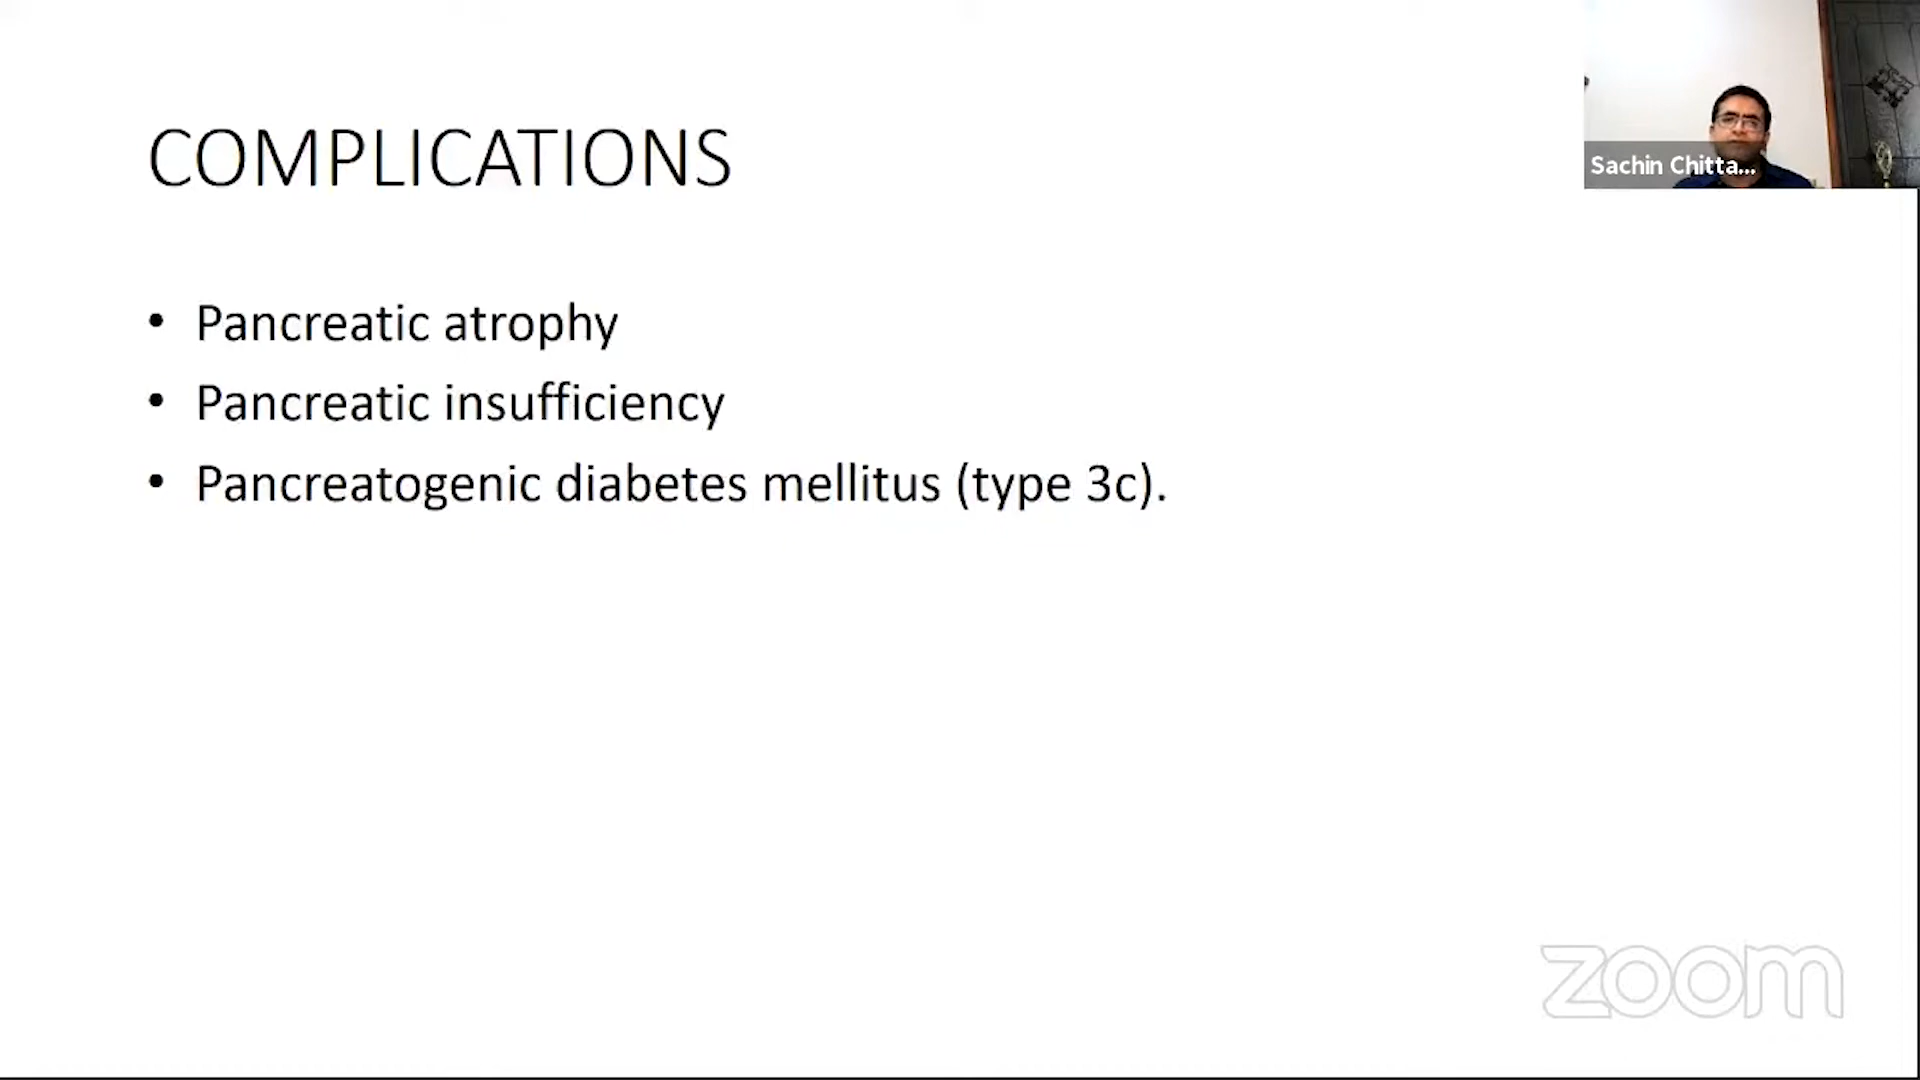 COMPLICATIONS
Sachin Chitta...
• Pancreatic atrophy
• Pancreatic insufficiency
• Pancreatogenic diabetes mellitus (type 3c).
zoom